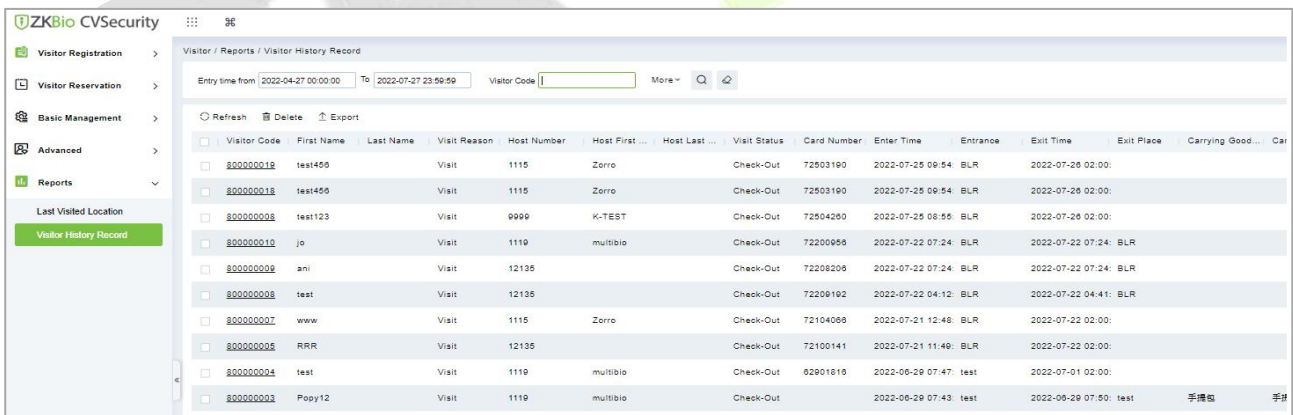 ZKBio CVSecurity
Visitor Registration
Visitor Reservation
Basic Management
Advanced
Reports
Last Visited Location
Visitor History Record
Visitor / Reports / Visitor History Record
Entry time from 2022-04-27 00:00:00 To 2022-07-27 23:59:59 Visitor Code More
Refresh Delete Export
Visitor Code First Name Last Name Visit Reason Host Number Host First ... Host Last ... Visit Status Card Number Enter Time Entrance Exit Time Exit Place Carrying Good... Car
800000019 test456 Visit 1115 Zorro Check-Out 72503190 2022-07-25 09:54: BLR 2022-07-26 02:00:
800000018 test456 Visit 1115 Zorro Check-Out 72503190 2022-07-25 09:54: BLR 2022-07-26 02:00:
800000008 test123 Visit 9999 K-TEST Check-Out 72504260 2022-07-25 08:56: BLR 2022-07-26 02:00:
800000010 jo Visit 1119 multibio Check-Out 72200956 2022-07-22 07:24: BLR 2022-07-22 07:24: BLR
800000009 ani Visit 12135 Check-Out 72208206 2022-07-22 07:24: BLR 2022-07-22 07:24: BLR
800000008 test Visit 12135 Check-Out 72209192 2022-07-22 04:12: BLR 2022-07-22 04:41: BLR
800000007 www Visit 1115 Zorro Check-Out 72104066 2022-07-21 12:48: BLR 2022-07-22 02:00:
800000005 RRR Visit 12135 Check-Out 72100141 2022-07-21 11:49: BLR 2022-07-22 02:00:
800000004 test Visit 1119 multibio Check-Out 62901816 2022-06-29 07:47: test 2022-07-01 02:00:
800000003 Popy12 Visit 1119 multibio Check-Out 2022-06-29 07:43: test 2022-06-29 07:50: test 手提包 手